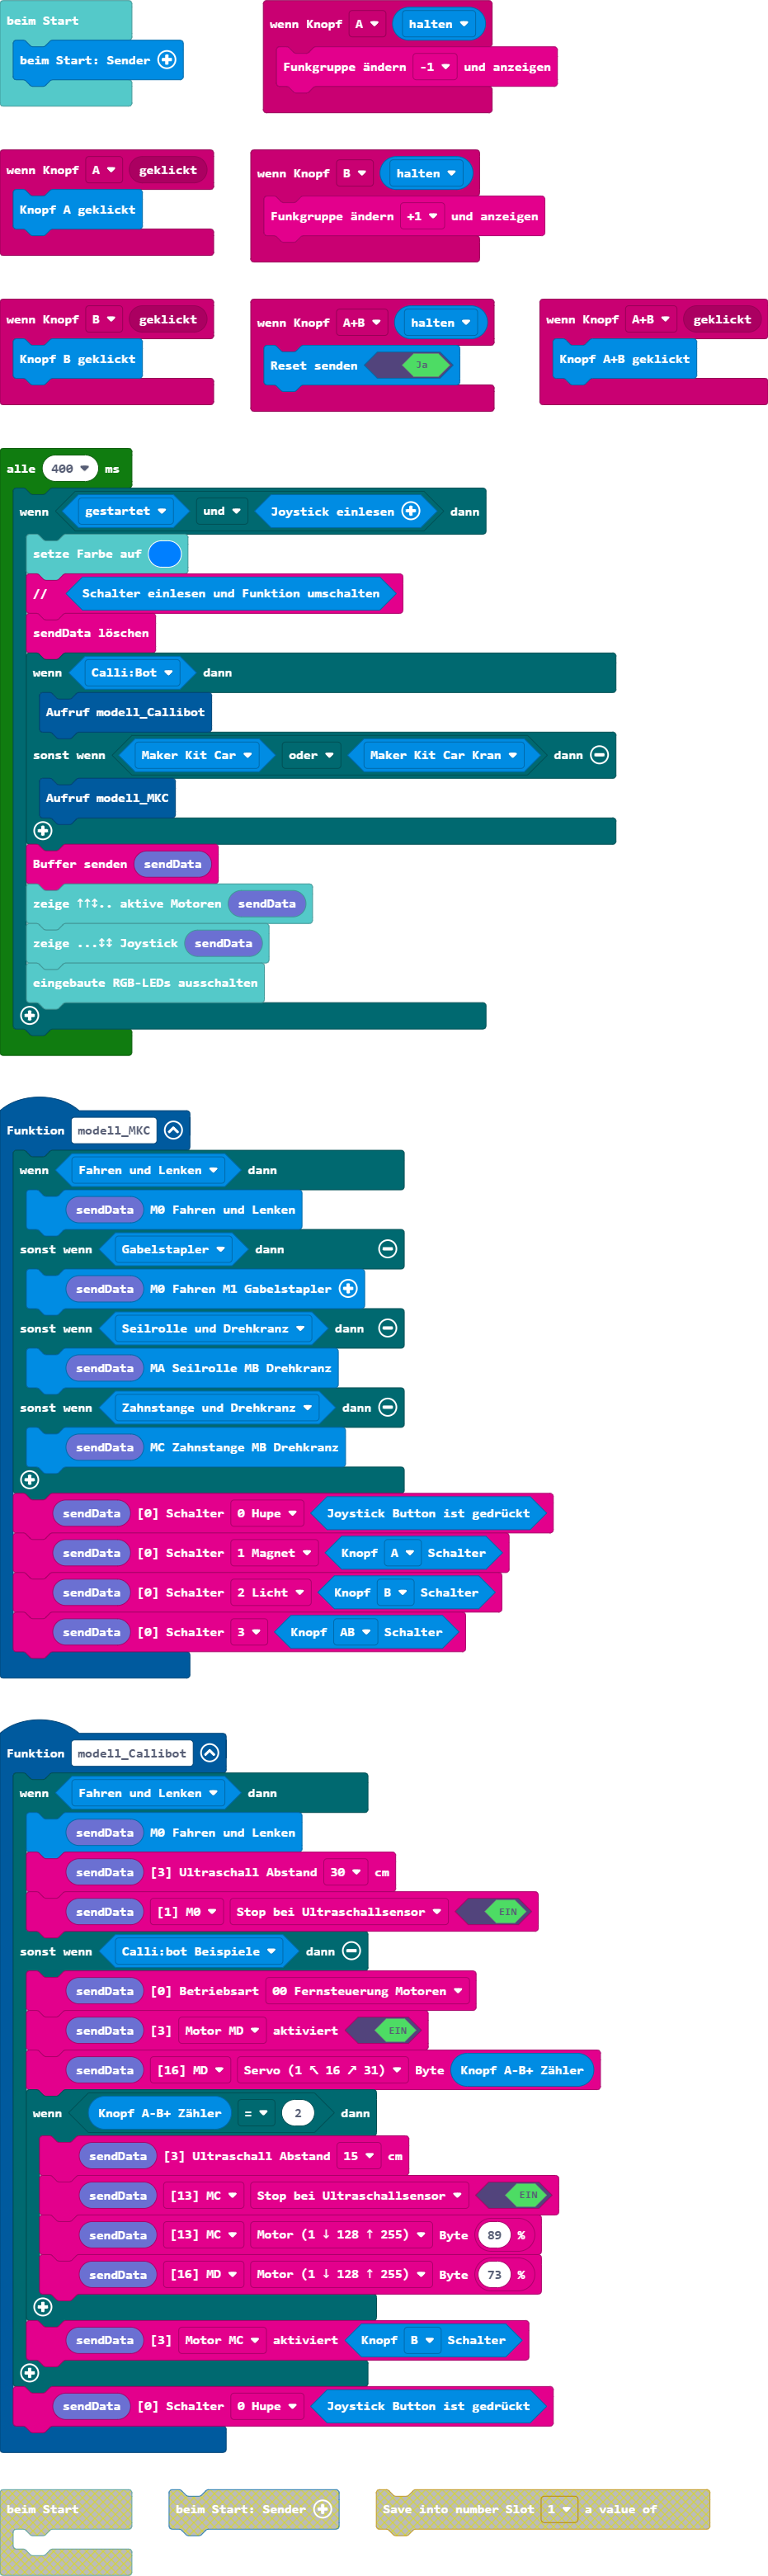 beim Start
beim Start: Sender
wenn Knopf A halten
Funkgruppe ändern -1 und anzeigen
wenn Knopf A geklickt
Knopf A geklickt
wenn Knopf B halten
Funkgruppe ändern +1 und anzeigen
wenn Knopf B geklickt
Knopf B geklickt
wenn Knopf A+B halten
Reset senden Ja
wenn Knopf A+B geklickt
Knopf A+B geklickt
alle 400 ms
wenn gestartet und Joystick einlesen dann
setze Farbe auf
// Schalter einlesen und Funktion umschalten
sendData löschen
wenn Calli:Bot dann
Aufruf modell_Callibot
sonst wenn Maker Kit Car oder Maker Kit Car Kran dann
Aufruf modell_MKC
Buffer senden sendData
zeige ↑↑↕.. aktive Motoren sendData
zeige ...↕↕ Joystick sendData
eingebaute RGB-LEDs ausschalten
Funktion modell_MKC
wenn Fahren und Lenken dann
sendData M0 Fahren und Lenken
sonst wenn Gabelstapler dann
sendData M0 Fahren M1 Gabelstapler
sonst wenn Seilrolle und Drehkranz dann
sendData MA Seilrolle MB Drehkranz
sonst wenn Zahnstange und Drehkranz dann
sendData MC Zahnstange MB Drehkranz
sendData [0] Schalter 0 Hupe Joystick Button ist gedrückt
sendData [0] Schalter 1 Magnet Knopf A Schalter
sendData [0] Schalter 2 Licht Knopf B Schalter
sendData [0] Schalter 3 Knopf AB Schalter
Funktion modell_Callibot
wenn Fahren und Lenken dann
sendData M0 Fahren und Lenken
sendData [3] Ultraschall Abstand 30 cm
sendData [1] M0 Stop bei Ultraschallsensor EIN
sonst wenn Calli:bot Beispiele dann
sendData [0] Betriebsart 00 Fernsteuerung Motoren
sendData [3] Motor MD aktiviert EIN
sendData [16] MD Servo (1 ↖ 16 ↗ 31) Byte Knopf A-B+ Zähler
wenn Knopf A-B+ Zähler = 2 dann
sendData [3] Ultraschall Abstand 15 cm
sendData [13] MC Stop bei Ultraschallsensor EIN
sendData [13] MC Motor (1 ↓ 128 ↑ 255) Byte 89 %
sendData [16] MD Motor (1 ↓ 128 ↑ 255) Byte 73 %
sendData [3] Motor MC aktiviert Knopf B Schalter
sendData [0] Schalter 0 Hupe Joystick Button ist gedrückt
beim Start
beim Start: Sender
Save into number Slot 1 a value of